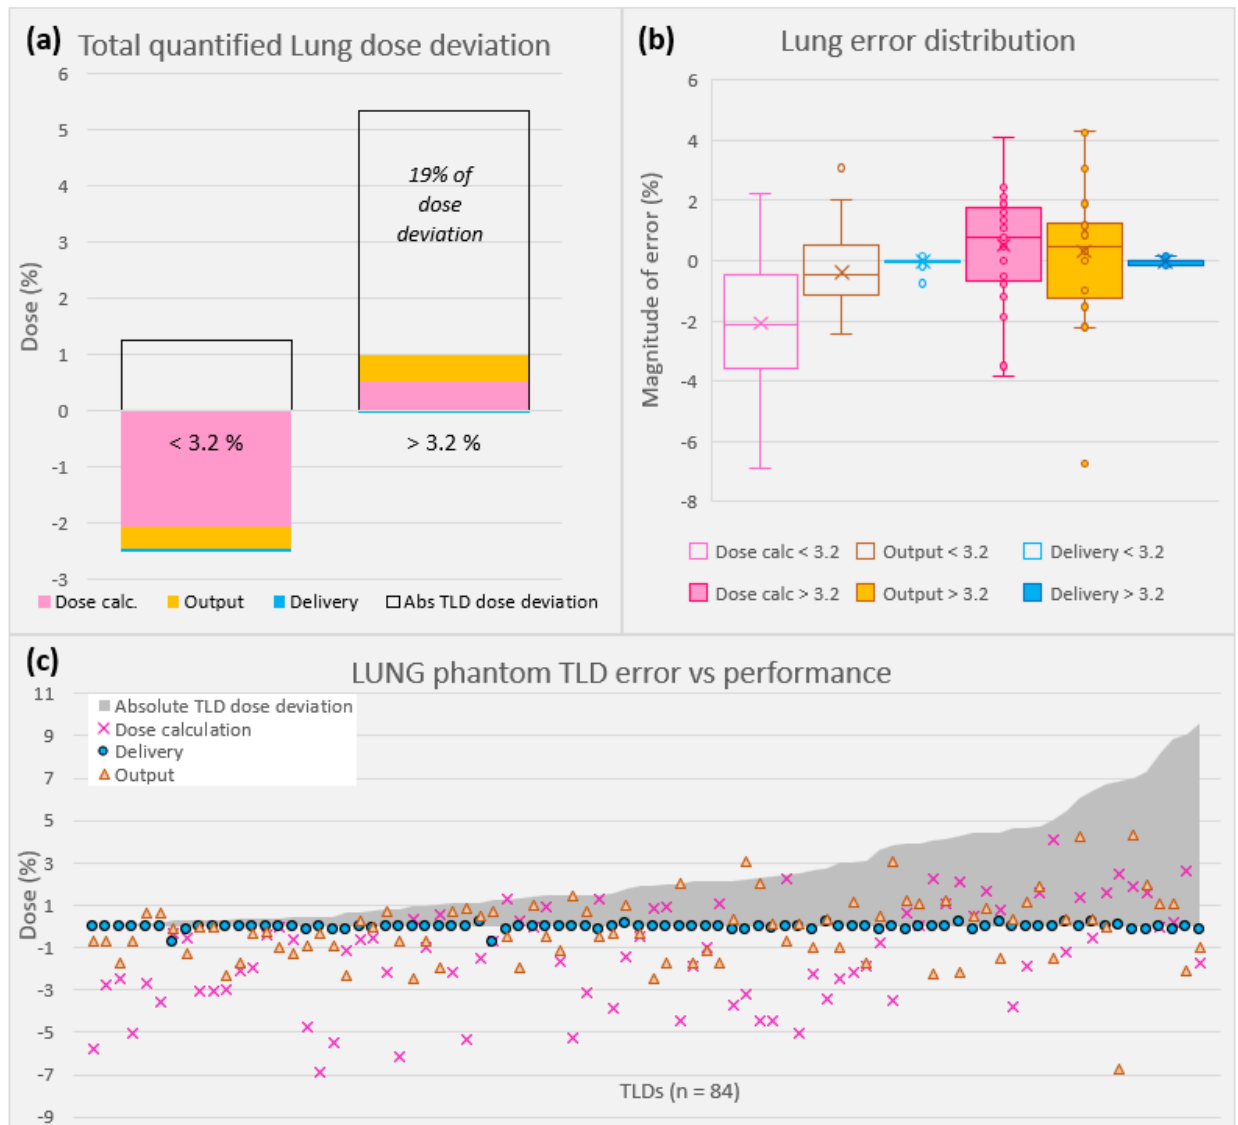 (a) Total quantified Lung dose deviation
6
5
4
3
2
1
0
-1
-2
-3
Dose (%)
19% of
dose
deviation
< 3.2 %
> 3.2 %
Dose calc. Output Delivery Abs TLD dose deviation
(b) Lung error distribution
6
4
2
0
-2
-4
-6
-8
Magnitude of error (%)
Dose calc < 3.2 Output < 3.2 Delivery < 3.2
Dose calc > 3.2 Output > 3.2 Delivery > 3.2
(c) LUNG phantom TLD error vs performance
11
9
7
5
3
1
-1
-3
-5
-7
-9
Dose (%)
Absolute TLD dose deviation
Dose calculation
Delivery
Output
TLDs (n = 84)